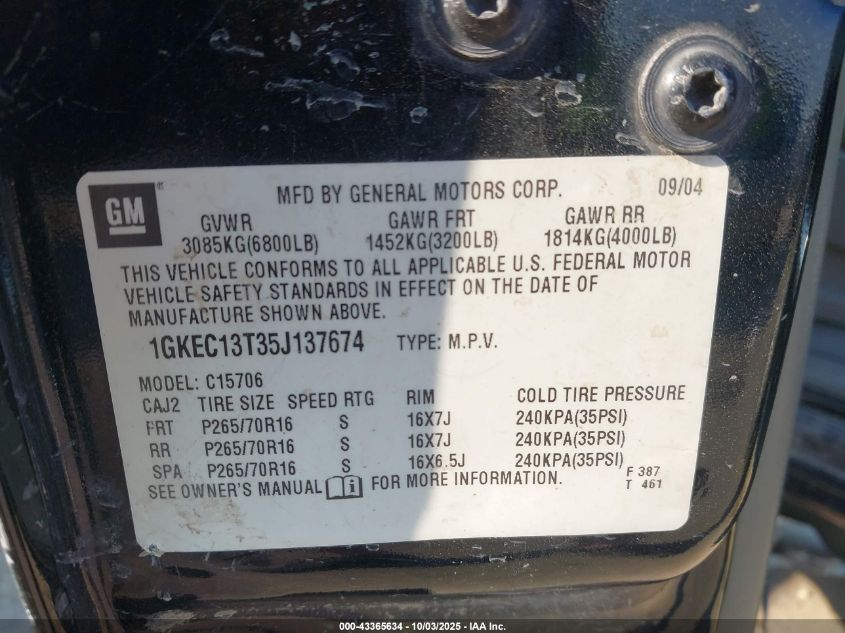 GM
MFD BY GENERAL MOTORS CORP. 09/04
GVWR GAWR FRT GAWR RR
3085KG(6800LB) 1452KG(3200LB) 1814KG(4000LB)
THIS VEHICLE CONFORMS TO ALL APPLICABLE U.S. FEDERAL MOTOR
VEHICLE SAFETY STANDARDS IN EFFECT ON THE DATE OF
MANUFACTURE SHOWN ABOVE.
1GKEC13T35J137674 TYPE: M.P.V.
MODEL: C15706
CAJ2 TIRE SIZE SPEED RTG RIM COLD TIRE PRESSURE
FRT P265/70R16 S 16X7J 240KPA(35PSI)
RR P265/70R16 S 16X7J 240KPA(35PSI)
SPA P265/70R16 S 16X6.5J 240KPA(35PSI)
SEE OWNER'S MANUAL FOR MORE INFORMATION.
F 387
T 461
000-43365634 - 10/03/2025 - IAA Inc.